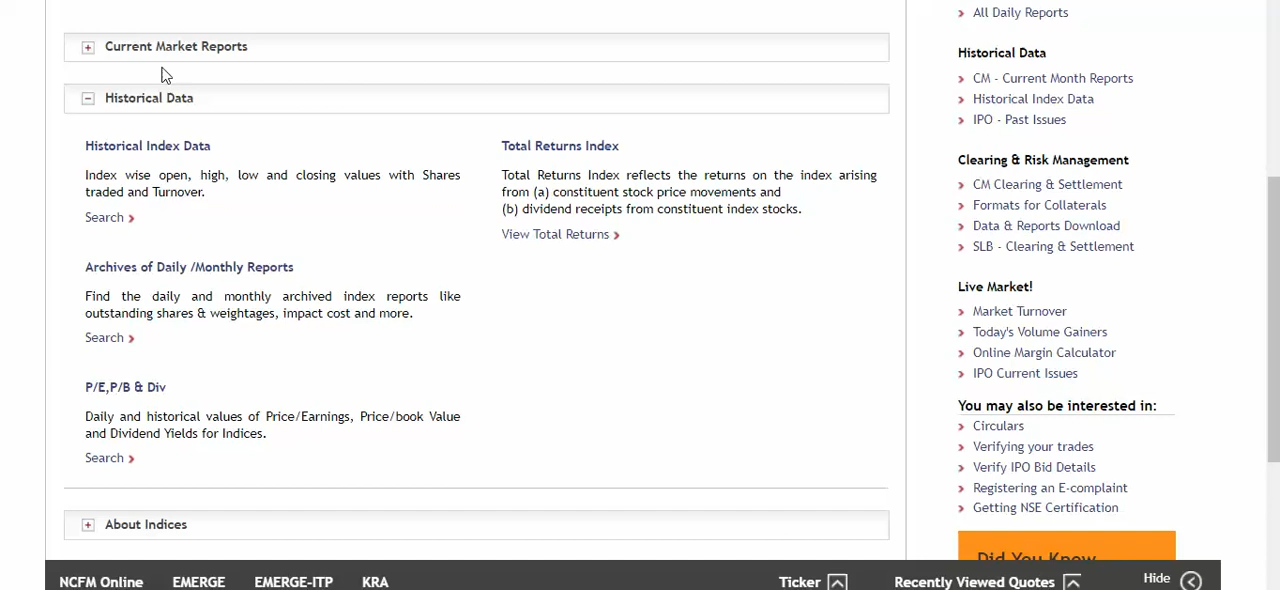 Current Market Reports
Historical Data
Historical Index Data
Index wise open, high, low and closing values with Shares
traded and Turnover.
Search
Total Returns Index
Total Returns Index reflects the returns on the index arising
from (a) constituent stock price movements and
(b) dividend receipts from constituent index stocks.
View Total Returns
Archives of Daily /Monthly Reports
Find the daily and monthly archived index reports like
outstanding shares & weightages, impact cost and more.
Search
P/E,P/B & Div
Daily and historical values of Price/Earnings, Price/book Value
and Dividend Yields for Indices.
Search
About Indices
All Daily Reports
Historical Data
CM - Current Month Reports
Historical Index Data
IPO - Past Issues
Clearing & Risk Management
CM Clearing & Settlement
Formats for Collaterals
Data & Reports Download
SLB - Clearing & Settlement
Live Market!
Market Turnover
Today's Volume Gainers
Online Margin Calculator
IPO Current Issues
You may also be interested in:
Circulars
Verifying your trades
Verify IPO Bid Details
Registering an E-complaint
Getting NSE Certification
Did You Know
NCFM Online EMERGE EMERGE-ITP KRA Ticker Recently Viewed Quotes Hide